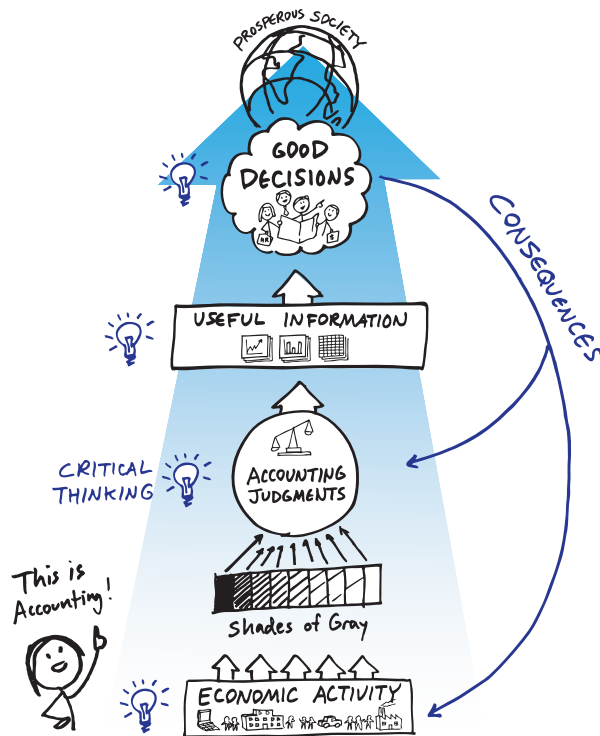 PROSPEROUS SOCIETY
GOOD
DECISIONS
HR
$
CONSEQUENCES
USEFUL INFORMATION
CRITICAL
THINKING
ACCOUNTING
JUDGMENTS
This is
Accounting!
Shades of Gray
ECONOMIC ACTIVITY